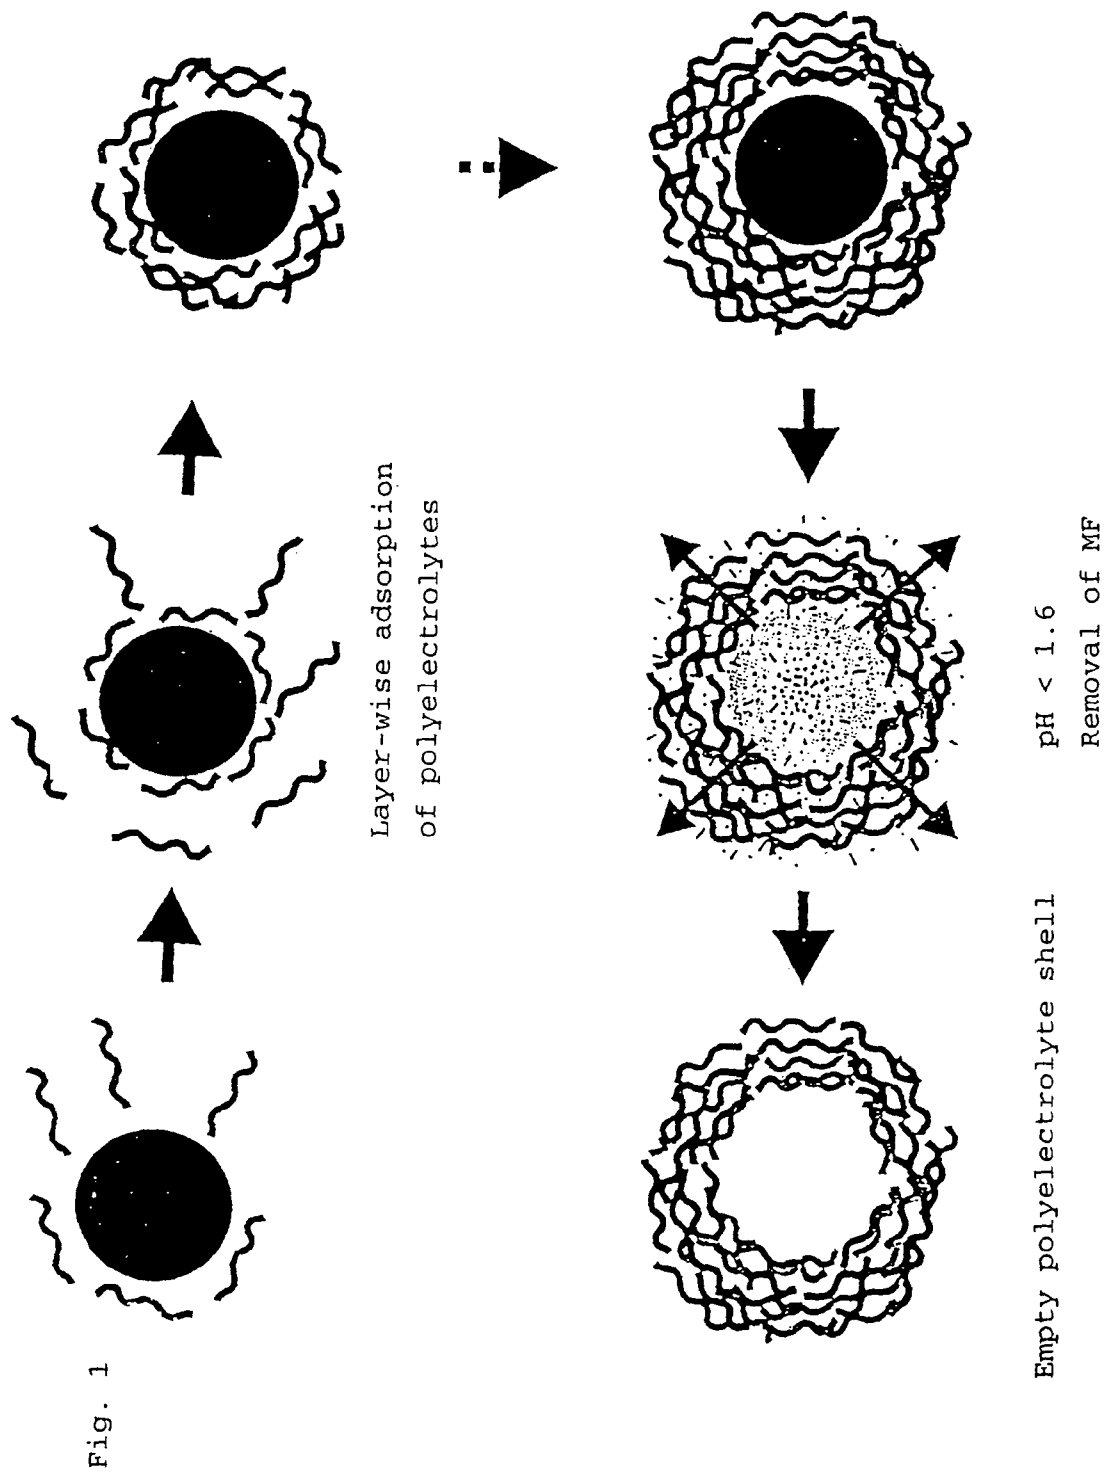 Fig. 1
Layer-wise adsorption
of polyelectrolytes
Empty polyelectrolyte shell
pH < 1.6
Removal of MF